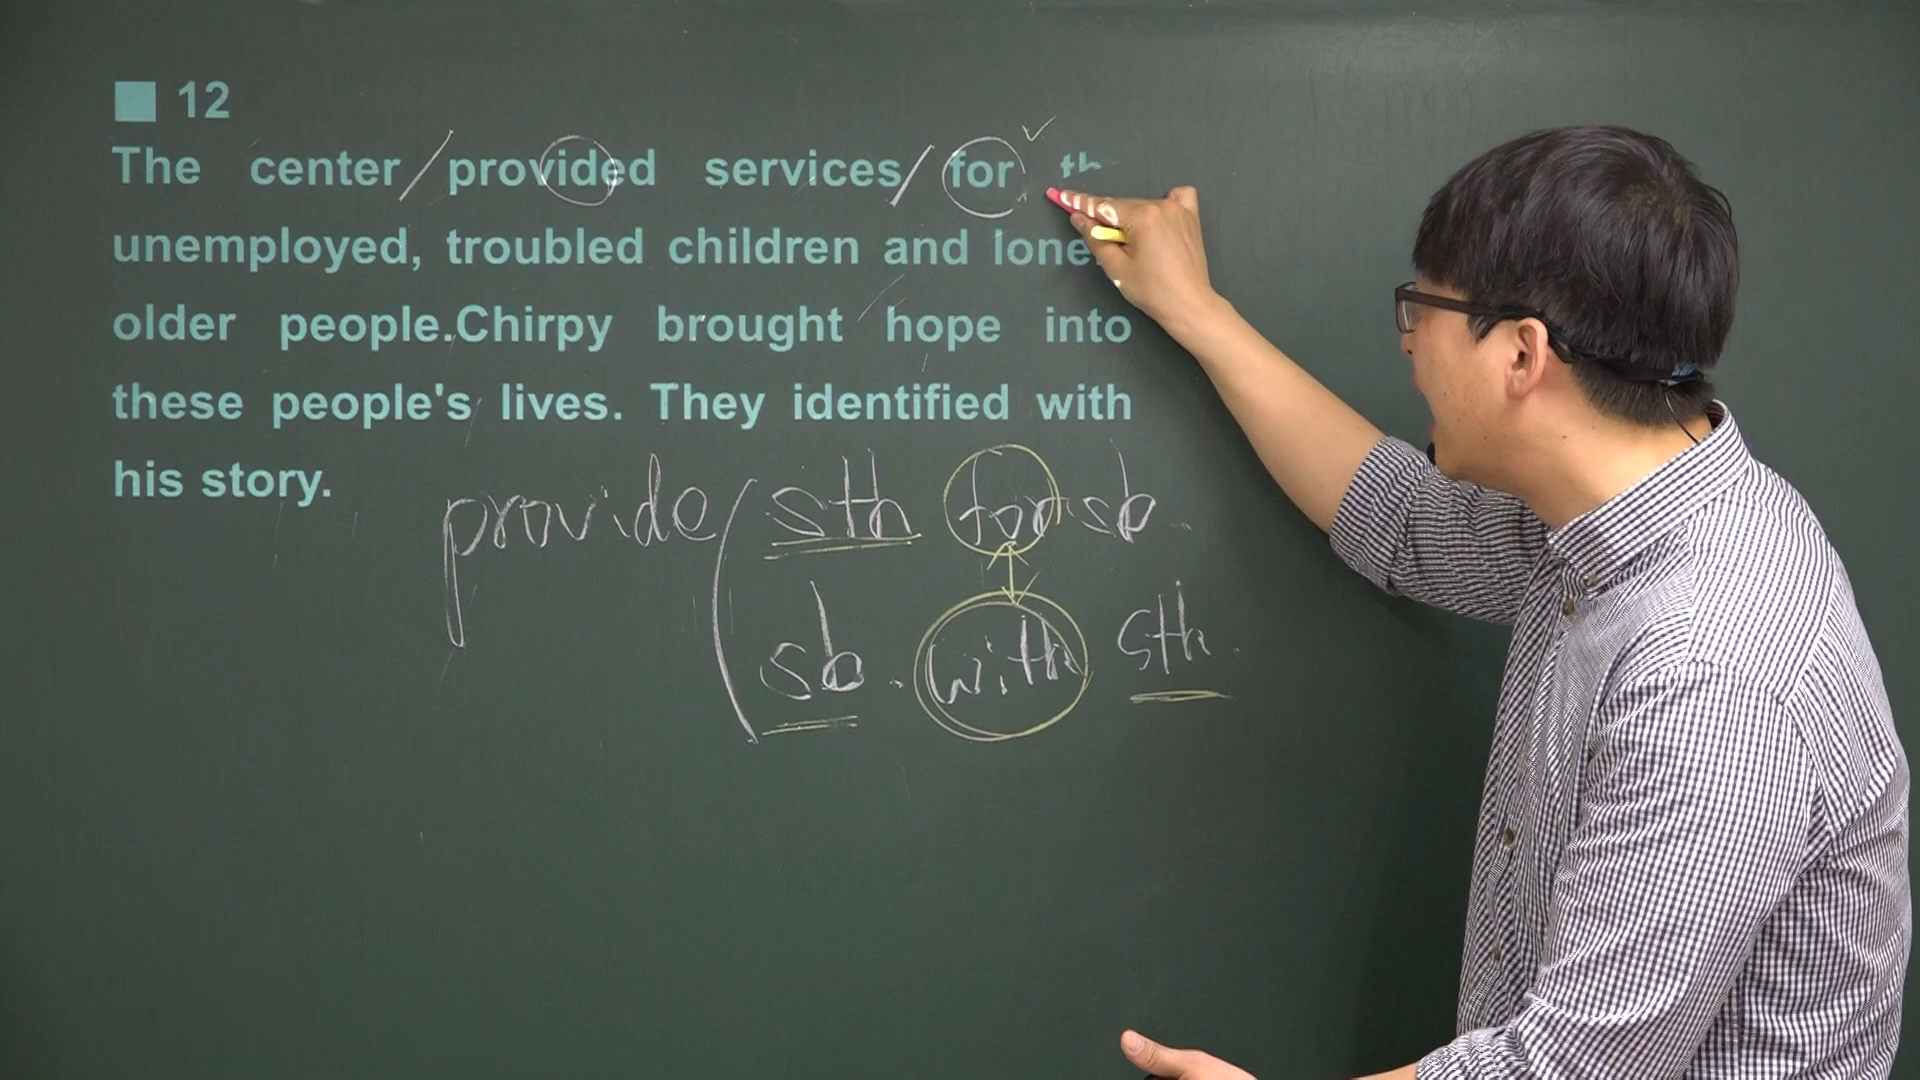 ■ 12
The center / provided services / for the
unemployed, troubled children and lone
older people.Chirpy brought hope into
these people's lives. They identified with
his story.
provide ( sth for sb.
sb. with sth.